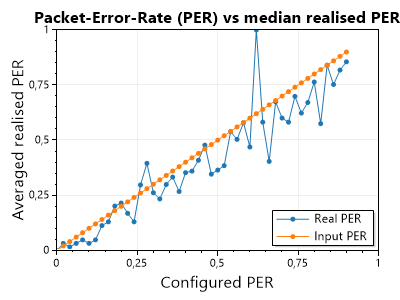 Packet-Error-Rate (PER) vs median realised PER
Averaged realised PER
1
0,75
0,5
0,25
0
0
0,25
0,5
0,75
1
Configured PER
Real PER
Input PER